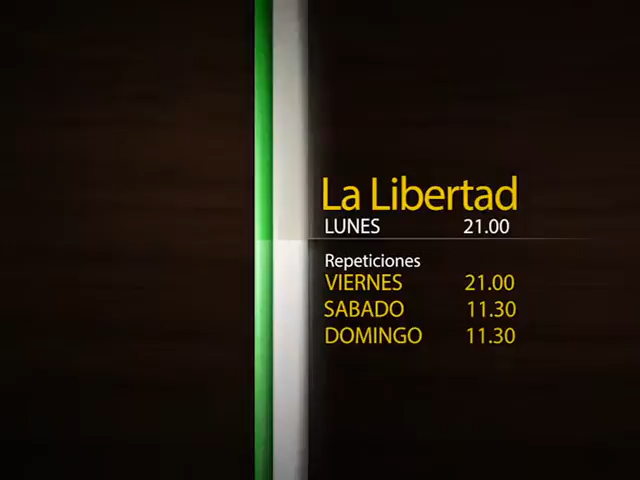 La Libertad
LUNES 21.00
Repeticiones
VIERNES 21.00
SABADO 11.30
DOMINGO 11.30